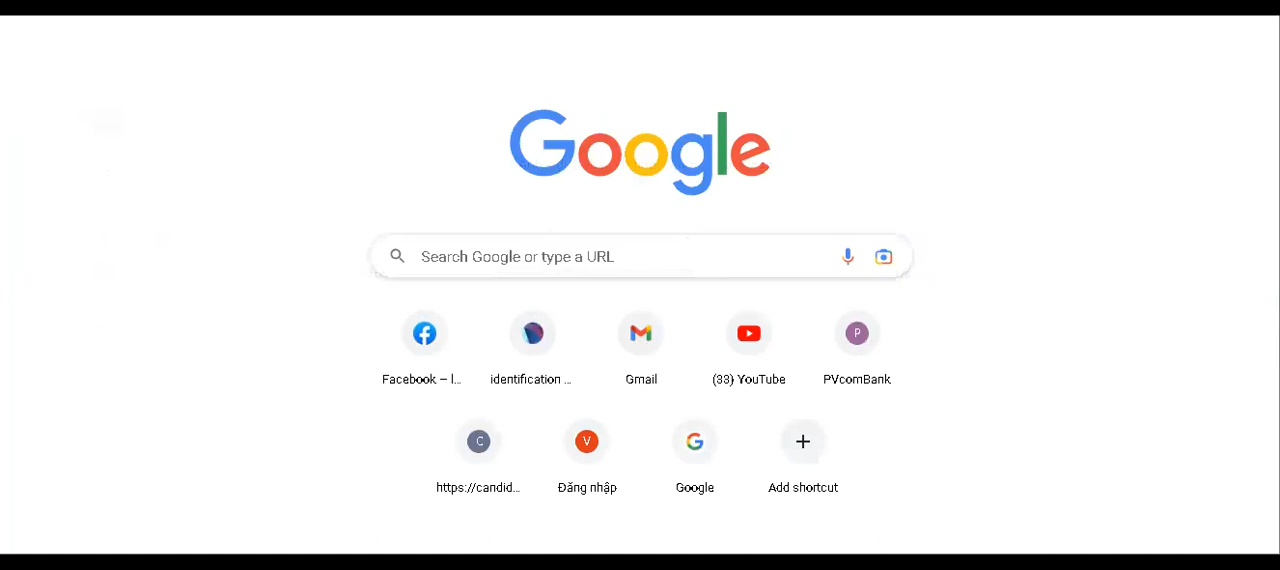 Google
Search Google or type a URL
Facebook – l...
identification ...
Gmail
(33) YouTube
P
PVcomBank
C
https://candid...
V
Đăng nhập
Google
Add shortcut